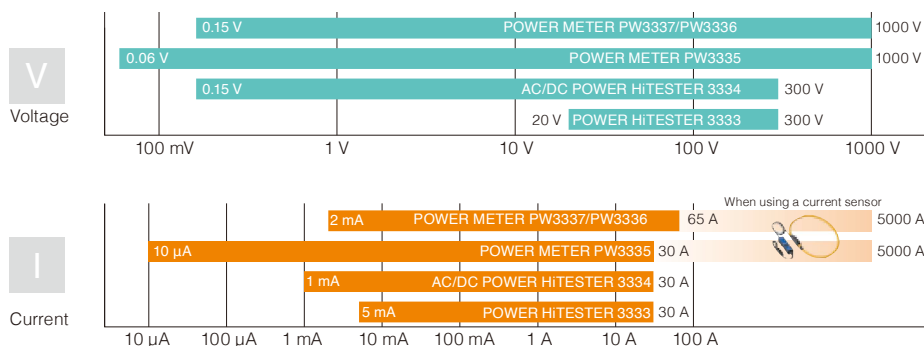 0.15 V POWER METER PW3337/PW3336 1000 V
0.06 V POWER METER PW3335 1000 V
V
0.15 V AC/DC POWER HiTESTER 3334 300 V
Voltage
20 V POWER HiTESTER 3333 300 V
100 mV 1 V 10 V 100 V 1000 V
When using a current sensor
2 mA POWER METER PW3337/PW3336 65 A 5000 A
10 µA POWER METER PW3335 30 A 5000 A
I
1 mA AC/DC POWER HiTESTER 3334 30 A
5 mA POWER HiTESTER 3333 30 A
Current
10 µA 100 µA 1 mA 10 mA 100 mA 1 A 10 A 100 A